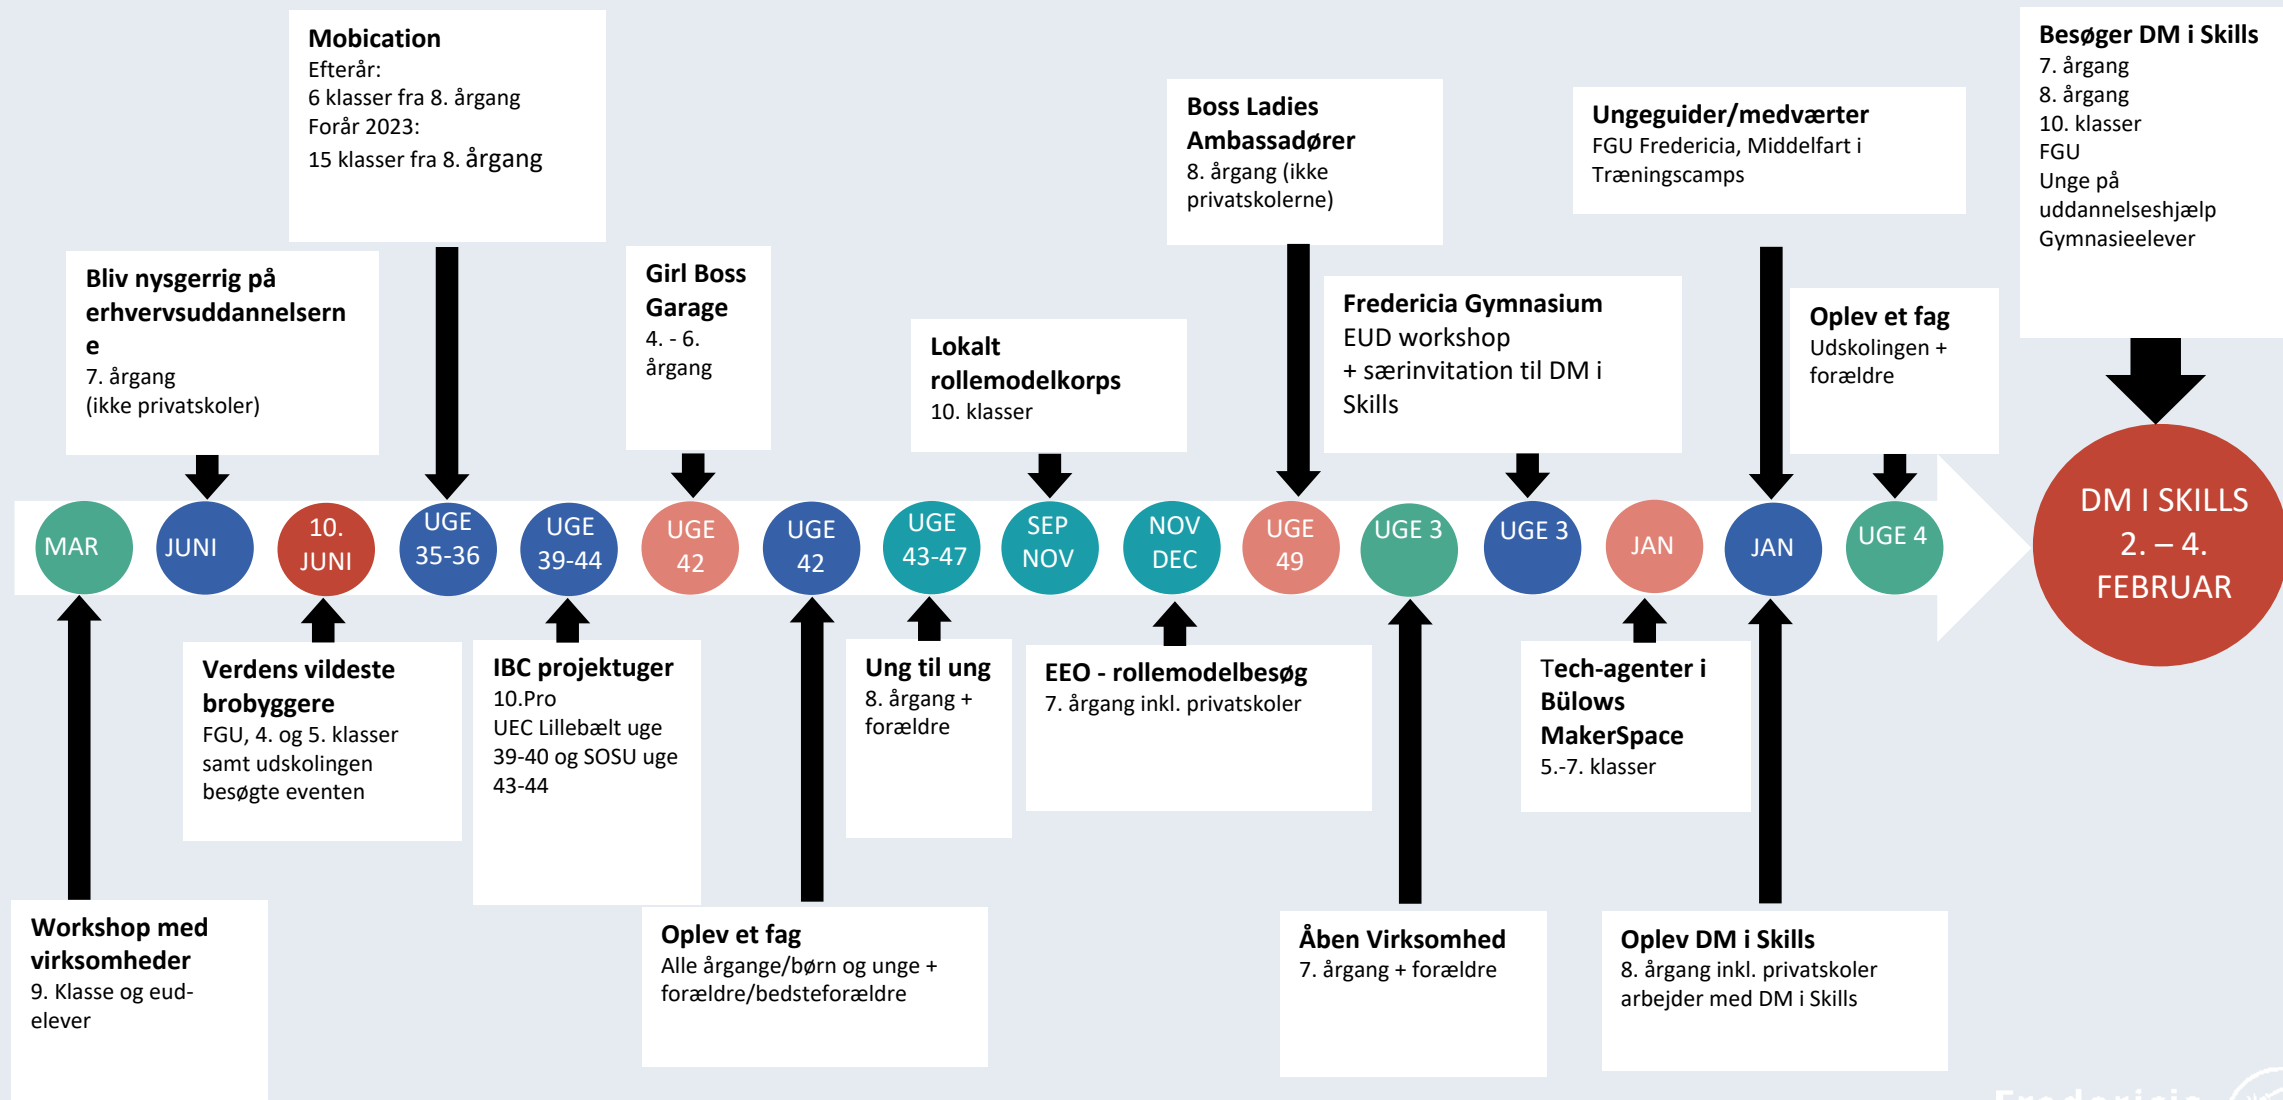 Mobication
Efterår:
6 klasser fra 8. årgang
Forår 2023:
15 klasser fra 8. årgang
Besøger DM i Skills
7. årgang
8. årgang
10. klasser
FGU
Unge på
uddannelseshjælp
Gymnasieelever
Boss Ladies
Ambassadører
8. årgang (ikke
privatskolerne)
Ungeguider/medværter
FGU Fredericia, Middelfart i
Træningscamps
Bliv nysgerrig på
erhvervsuddannelsern
e
7. årgang
(ikke privatskoler)
Girl Boss
Garage
4. - 6.
årgang
Lokalt
rollemodelkorps
10. klasser
Fredericia Gymnasium
EUD workshop
+ særinvitation til DM i
Skills
Oplev et fag
Udskolingen +
forældre
MAR
JUNI
10.
JUNI
UGE
35-36
UGE
39-44
UGE
42
UGE
42
UGE
43-47
SEP
NOV
NOV
DEC
UGE
49
UGE 3
UGE 3
JAN
JAN
UGE 4
DM I SKILLS
2. – 4.
FEBRUAR
Verdens vildeste
brobyggere
FGU, 4. og 5. klasser
samt udskolingen
besøgte eventen
IBC projektuger
10.Pro
UEC Lillebælt uge
39-40 og SOSU uge
43-44
Ung til ung
8. årgang +
forældre
EEO - rollemodelbesøg
7. årgang inkl. privatskoler
Tech-agenter i
Bülows
MakerSpace
5.-7. klasser
Workshop med
virksomheder
9. Klasse og eud-
elever
Oplev et fag
Alle årgange/børn og unge +
forældre/bedsteforældre
Åben Virksomhed
7. årgang + forældre
Oplev DM i Skills
8. årgang inkl. privatskoler
arbejder med DM i Skills
Fredericia